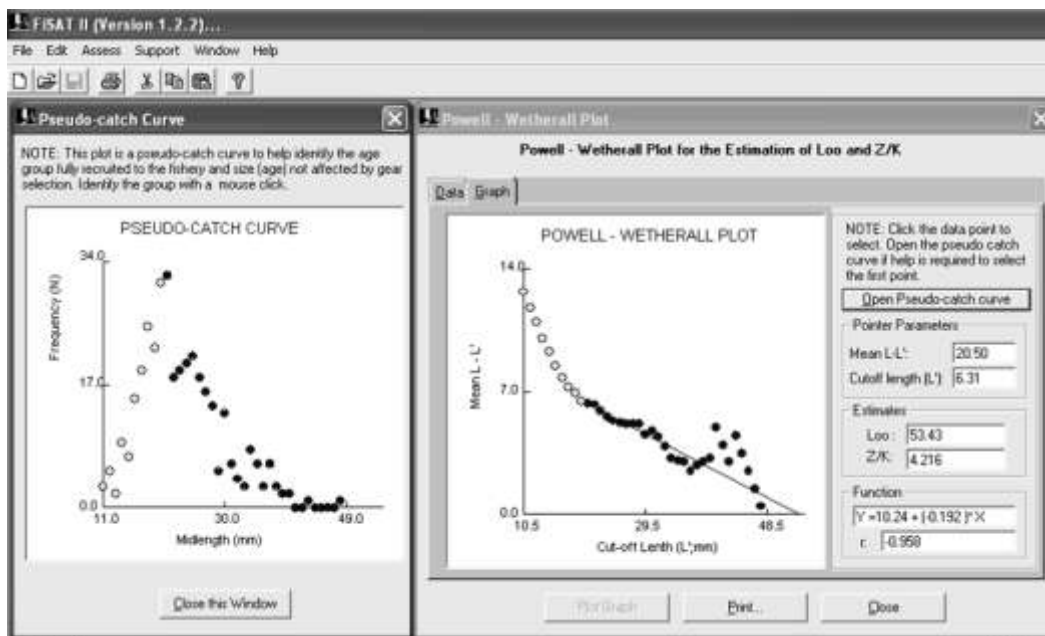 FiSAT II (Version 1.2.2)...
File Edit Assess Support Window Help
Pseudo-catch Curve
NOTE: This plot is a pseudo-catch curve to help identify the age
group fully recruited to the fishery and size (age) not affected by gear
selection. Identify the group with a mouse click.
PSEUDO-CATCH CURVE
34.0
17.0
0.0
Frequency (N)
11.0 30.0 49.0
Midlength (mm)
Close this Window
Powell - Wetherall Plot
Powell - Wetherall Plot for the Estimation of Loo and Z/K
Data Graph
POWELL - WETHERALL PLOT
14.0
7.0
0.0
Mean L - L'
10.5 29.5 48.5
Cut-off Lenth (L';mm)
NOTE: Click the data point to
select. Open the pseudo catch
curve if help is required to select
the first point.
Open Pseudo-catch curve
Pointer Parameters
Mean L-L': 20.50
Cutoff length (L') 6.31
Estimates
Loo : 53.43
Z/K: 4.216
Function
Y =10.24 + (-0.192 )* X
r: -0.958
Plot Graph Print... Close